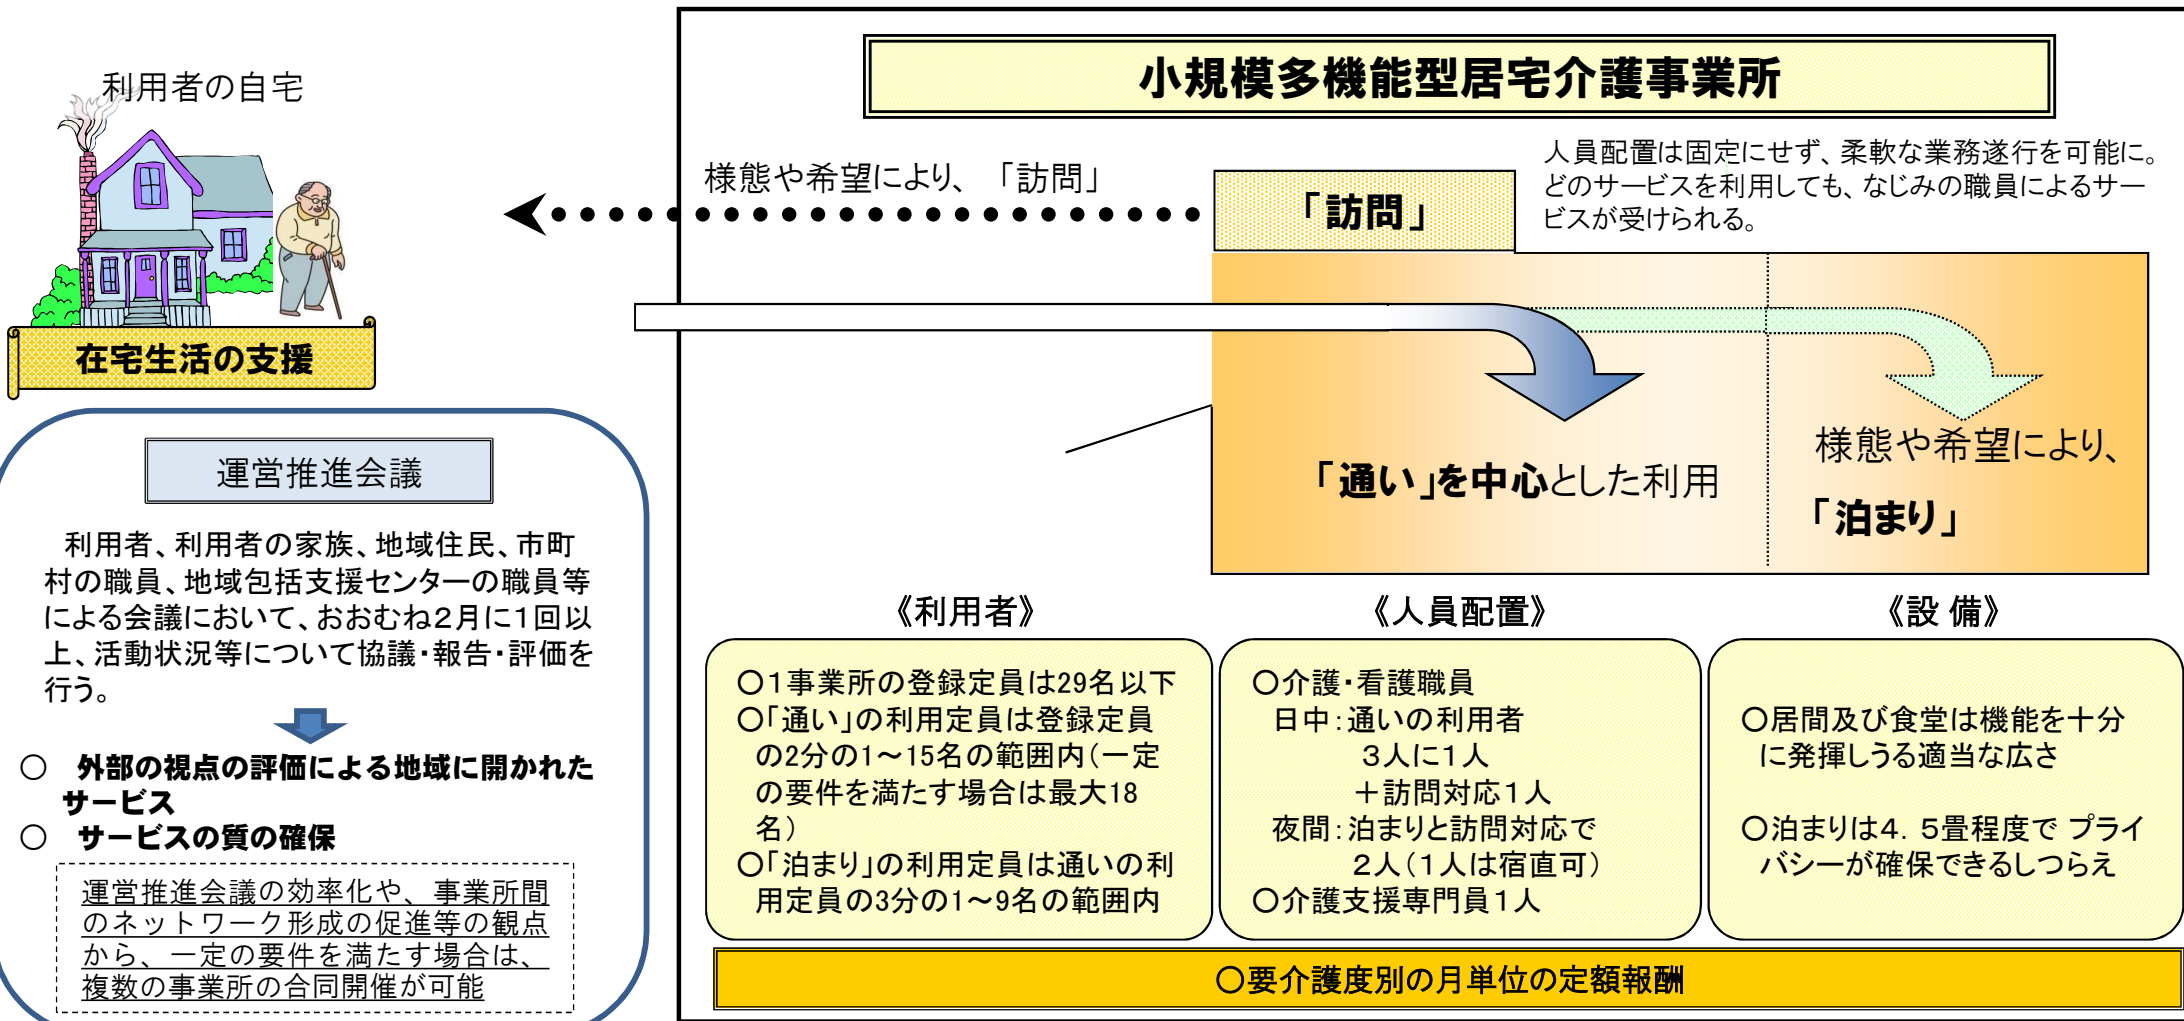 利用者の自宅
在宅生活の支援
運営推進会議
利用者、利用者の家族、地域住民、市町
村の職員、地域包括支援センターの職員等
による会議において、おおむね２月に１回以
上、活動状況等について協議・報告・評価を
行う。
○　外部の視点の評価による地域に開かれた
サービス
○　サービスの質の確保
運営推進会議の効率化や、事業所間
のネットワーク形成の促進等の観点
から、一定の要件を満たす場合は、
複数の事業所の合同開催が可能
小規模多機能型居宅介護事業所
様態や希望により、「訪問」
「訪問」
人員配置は固定にせず、柔軟な業務遂行を可能に。
どのサービスを利用しても、なじみの職員によるサー
ビスが受けられる。
「通い」を中心とした利用
様態や希望により、
「泊まり」
《利用者》
○１事業所の登録定員は29名以下
○「通い」の利用定員は登録定員
の2分の1～15名の範囲内（一定
の要件を満たす場合は最大18
名）
○「泊まり」の利用定員は通いの利
用定員の3分の1～9名の範囲内
《人員配置》
○介護・看護職員
日中：通いの利用者
３人に１人
＋訪問対応１人
夜間：泊まりと訪問対応で
２人（１人は宿直可）
○介護支援専門員１人
《設 備》
○居間及び食堂は機能を十分
に発揮しうる適当な広さ
○泊まりは４．５畳程度で プライ
バシーが確保できるしつらえ
○要介護度別の月単位の定額報酬